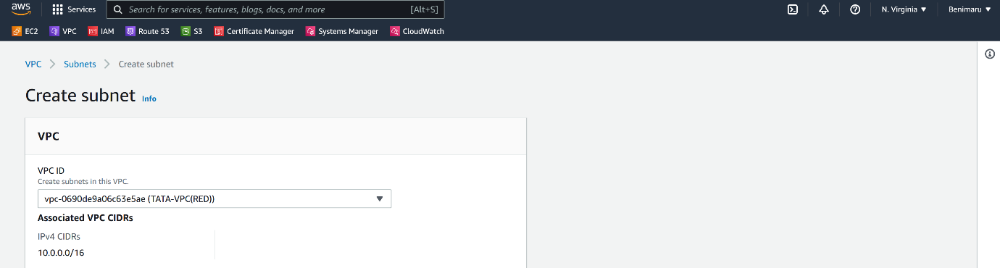 aws Services Search for services, features, blogs, docs, and more [Alt+S] N. Virginia Benimaru
EC2 VPC IAM Route 53 S3 Certificate Manager Systems Manager CloudWatch
VPC Subnets Create subnet
Create subnet Info
VPC
VPC ID
Create subnets in this VPC.
vpc-0690de9a06c63e5ae (TATA-VPC(RED))
Associated VPC CIDRs
IPv4 CIDRs
10.0.0.0/16